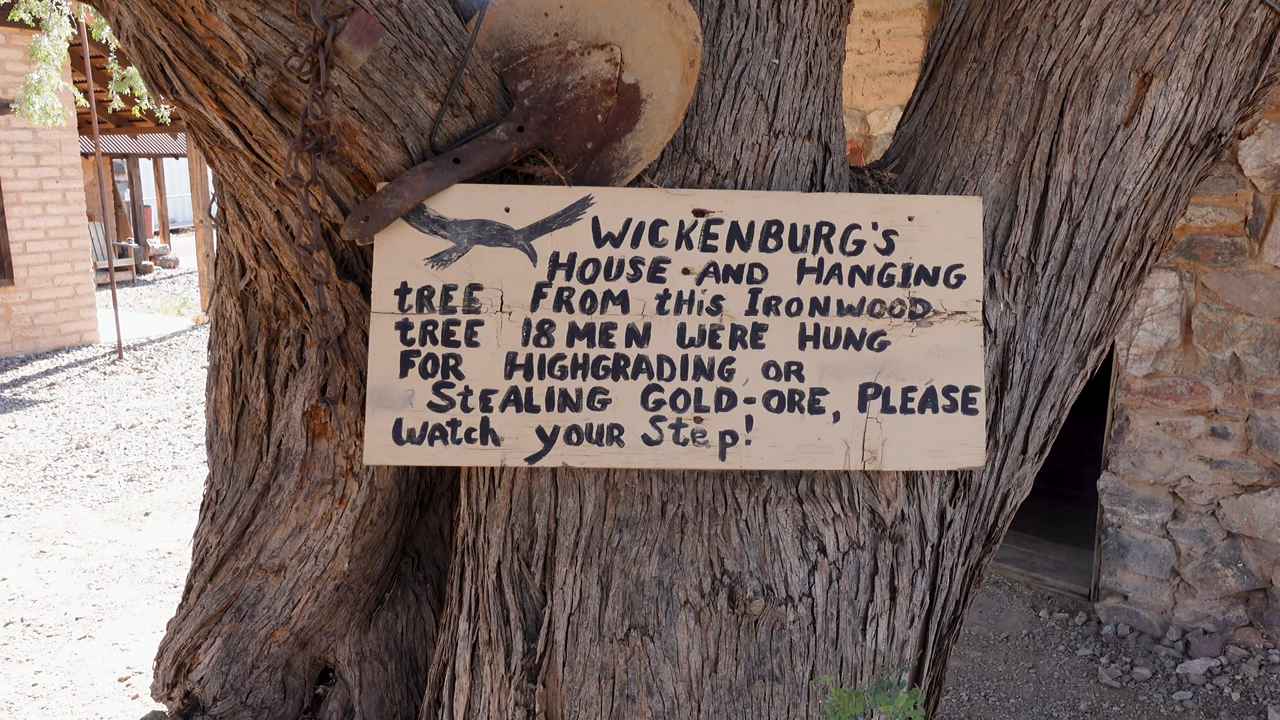 WICKENBURG'S
HOUSE AND HANGING
tREE FROM tHis IRONWOOD
tREE 18 MEN WERE HUNG
FOR HIGHGRADING OR
StEALING GOLD-ORE, PLEASE
Watch youR Step!